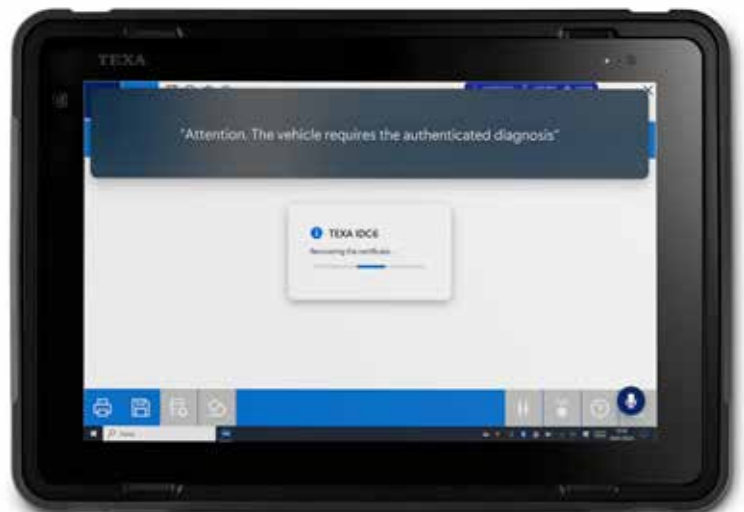 TEXA
"Attention. The vehicle requires the authenticated diagnosis"
TEXA IDC6
Recovering the certificate...